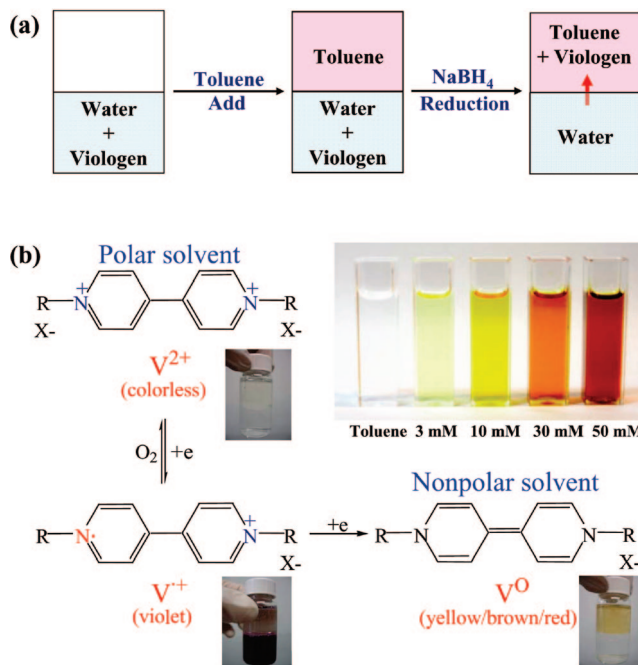 (a)
Toluene
Add
Water
+
Viologen
Toluene
Water
+
Viologen
NaBH4
Reduction
Toluene
+ Viologen
Water
(b)
Polar solvent
R
N
+
N
+
R
X-
X-
V2+
(colorless)
O2
+e
Toluene 3 mM 10 mM 30 mM 50 mM
R
N·
N
+
R
X-
V·+
(violet)
+e
Nonpolar solvent
R
N
N
R
X-
VO
(yellow/brown/red)